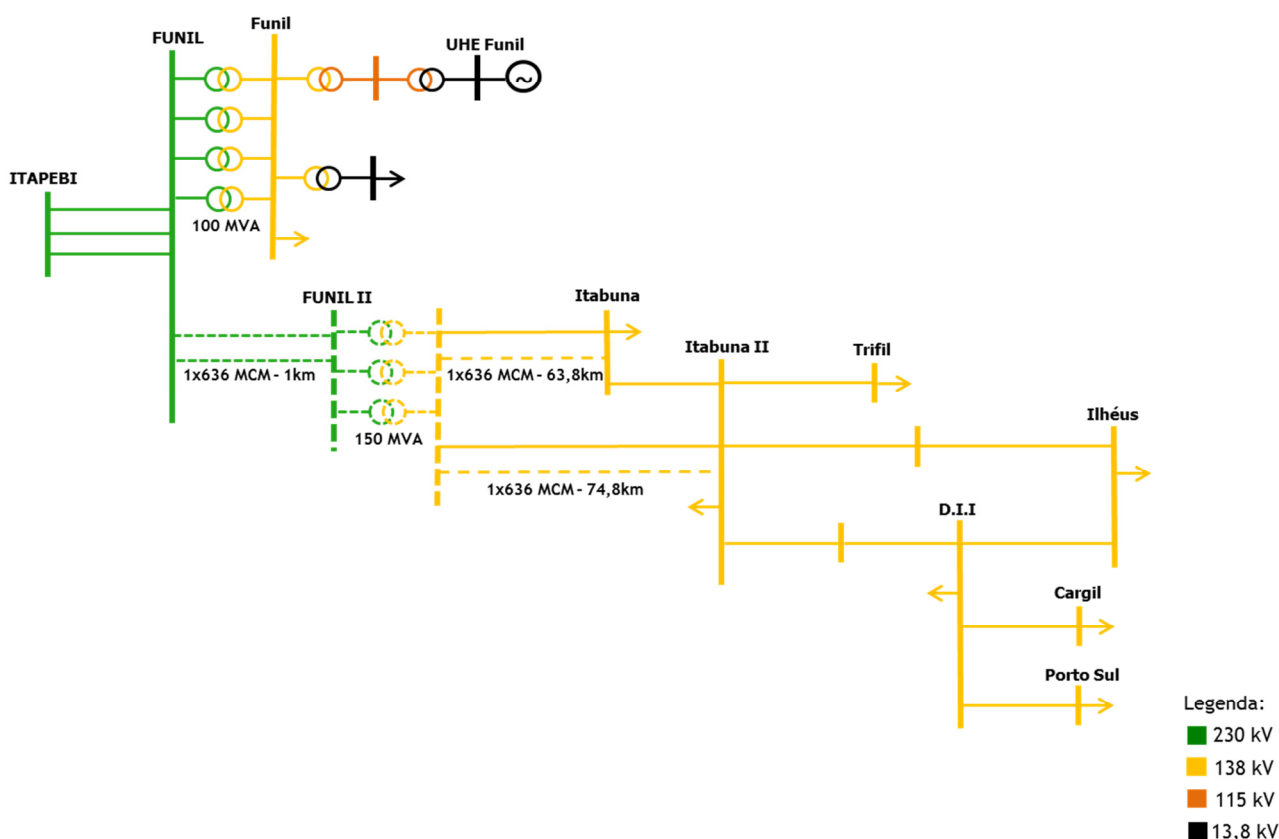 Funil
FUNIL
UHE Funil
~
ITAPEBI
100 MVA
FUNIL II
Itabuna
Itabuna II
Trifil
1x636 MCM - 1km
1x636 MCM - 63,8km
150 MVA
Ilhéus
1x636 MCM - 74,8km
D.I.I
Cargil
Porto Sul
Legenda:
230 kV
138 kV
115 kV
13,8 kV